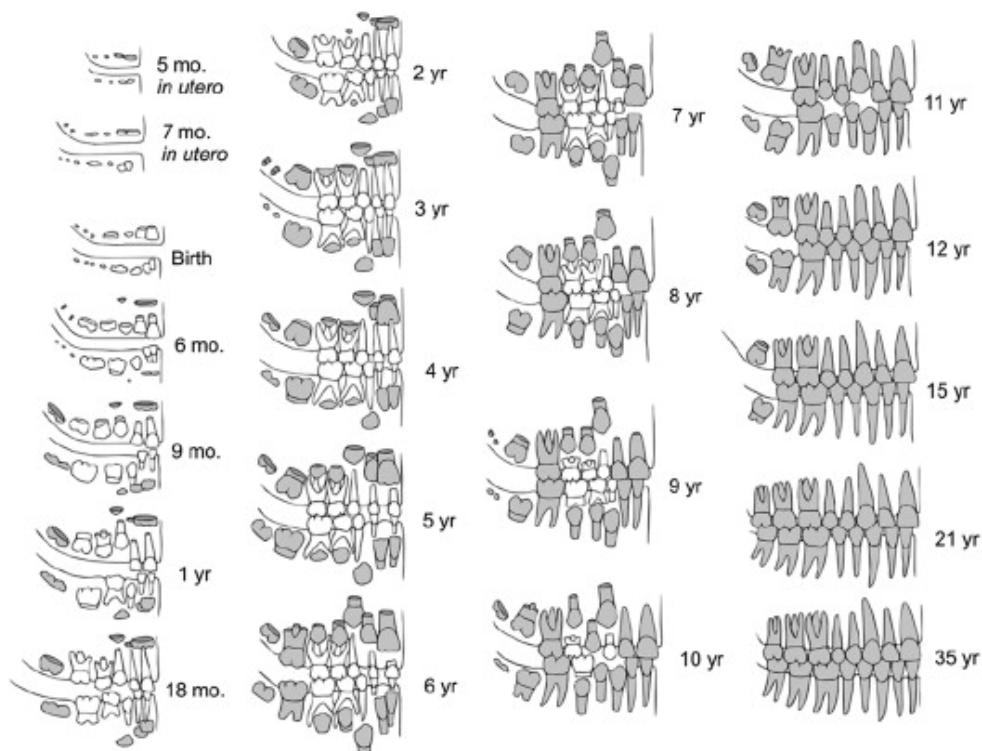 5 mo.
in utero
7 mo.
in utero
Birth
6 mo.
9 mo.
1 yr
18 mo.
2 yr
3 yr
4 yr
5 yr
6 yr
7 yr
8 yr
9 yr
10 yr
11 yr
12 yr
15 yr
21 yr
35 yr